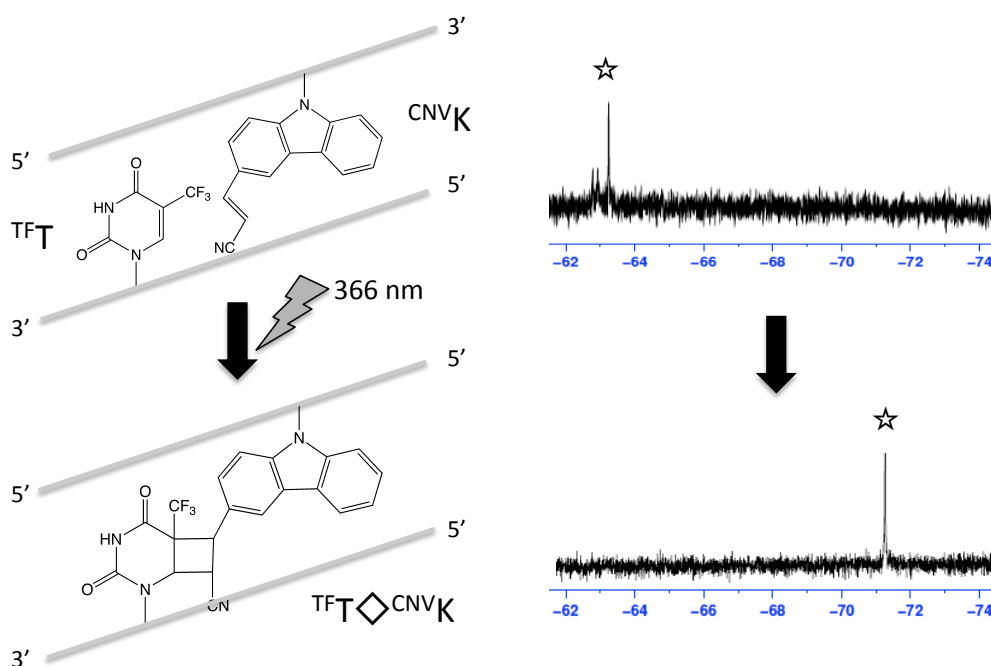 3’
N
CNVK
5’
5’
O
CF3
HN
TFT
O
N
NC
3’
366 nm
–62 –64 –66 –68 –70 –72 –74
5’
N
5’
O
CF3
5’
HN
O
N
CN
TFT◇CNVK
3’
–62 –64 –66 –68 –70 –72 –74